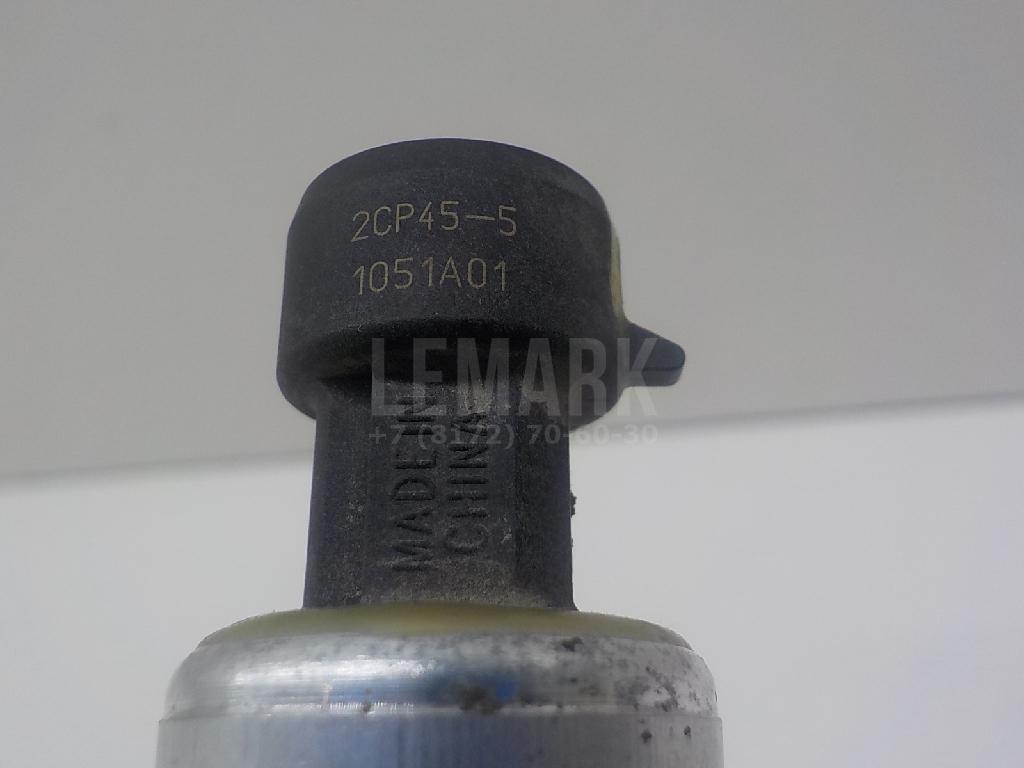 2CP45-5
1051A01
LEMARK
+7 (8172) 70-60-30
MADE IN
CHINA